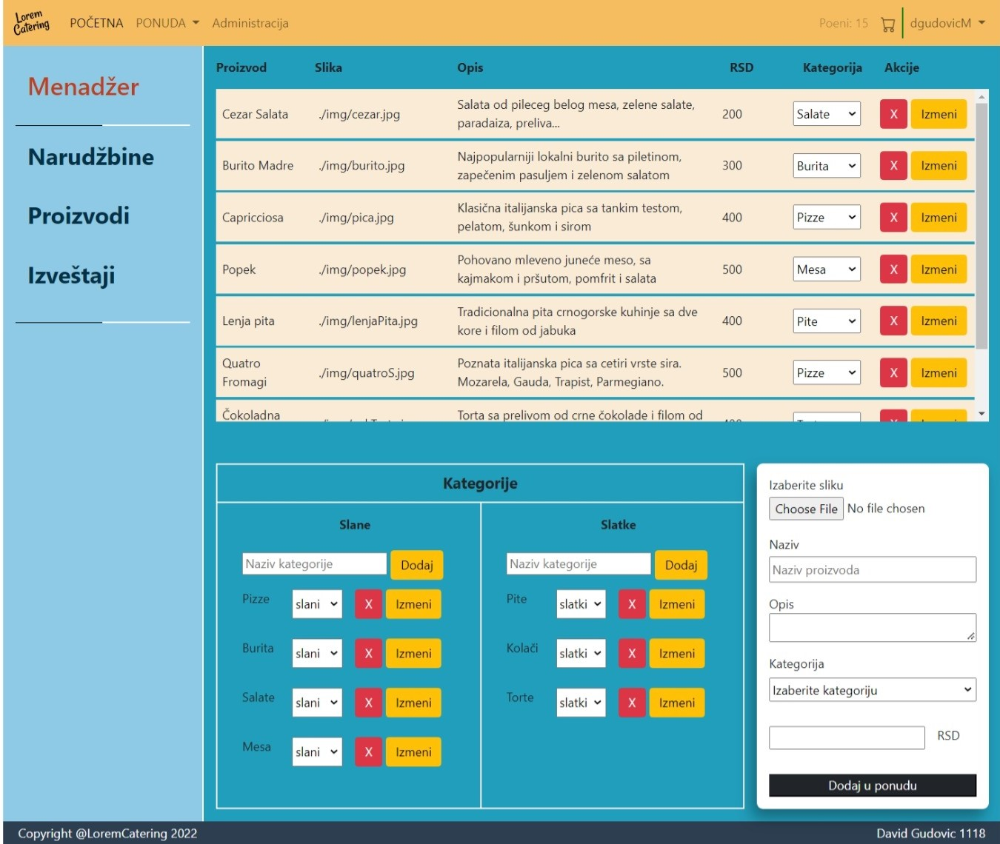 Lorem
Catering
POČETNA PONUDA Administracija Poeni: 15 dgudovicM
Menadžer
Narudžbine
Proizvodi
Izveštaji
Proizvod Slika Opis RSD Kategorija Akcije
Cezar Salata ./img/cezar.jpg Salata od pileceg belog mesa, zelene salate, 200 Salate X Izmeni
paradaiza, preliva...
Burito Madre ./img/burito.jpg Najpopularniji lokalni burito sa piletinom, 300 Burita X Izmeni
zapečenim pasuljem i zelenom salatom
Capricciosa ./img/pica.jpg Klasična italijanska pica sa tankim testom, 400 Pizze X Izmeni
pelatom, šunkom i sirom
Popek ./img/popek.jpg Pohovano mleveno juneće meso, sa 500 Mesa X Izmeni
kajmakom i pršutom, pomfrit i salata
Lenja pita ./img/lenjaPita.jpg Tradicionalna pita crnogorske kuhinje sa dve 400 Pite X Izmeni
kore i filom od jabuka
Quatro
Fromagi ./img/quatroS.jpg Poznata italijanska pica sa cetiri vrste sira. 500 Pizze X Izmeni
Mozarela, Gauda, Trapist, Parmegiano.
Čokoladna Torta sa prelivom od crne čokolade i filom od
Kategorije
Slane
Naziv kategorije Dodaj
Pizze slani X Izmeni
Burita slani X Izmeni
Salate slani X Izmeni
Mesa slani X Izmeni
Slatke
Naziv kategorije Dodaj
Pite slatki X Izmeni
Kolači slatki X Izmeni
Torte slatki X Izmeni
Izaberite sliku
Choose File No file chosen
Naziv
Naziv proizvoda
Opis
Kategorija
Izaberite kategoriju
RSD
Dodaj u ponudu
Copyright @LoremCatering 2022 David Gudovic 1118